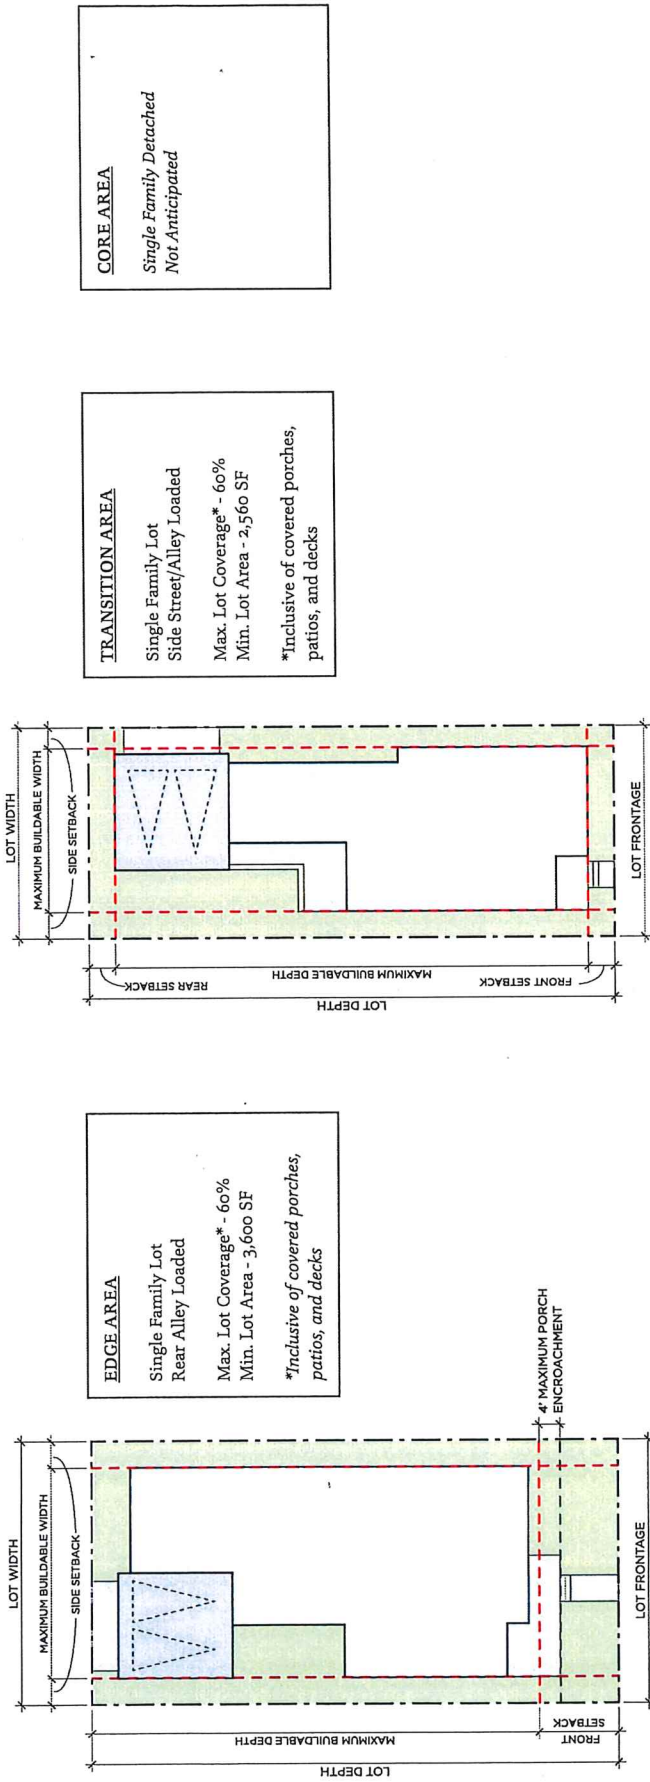 LOT WIDTH
MAXIMUM BUILDABLE WIDTH
SIDE SETBACK
LOT DEPTH
MAXIMUM BUILDABLE DEPTH
FRONT
SETBACK
4' MAXIMUM PORCH
ENCROACHMENT
LOT FRONTAGE
EDGE AREA
Single Family Lot
Rear Alley Loaded
Max. Lot Coverage* - 60%
Min. Lot Area - 3,600 SF
*Inclusive of covered porches,
patios, and decks
LOT WIDTH
MAXIMUM BUILDABLE WIDTH
SIDE SETBACK
LOT DEPTH
REAR SETBACK
MAXIMUM BUILDABLE DEPTH
FRONT SETBACK
LOT FRONTAGE
TRANSITION AREA
Single Family Lot
Side Street/Alley Loaded
Max. Lot Coverage* - 60%
Min. Lot Area - 2,560 SF
*Inclusive of covered porches,
patios, and decks
CORE AREA
Single Family Detached
Not Anticipated